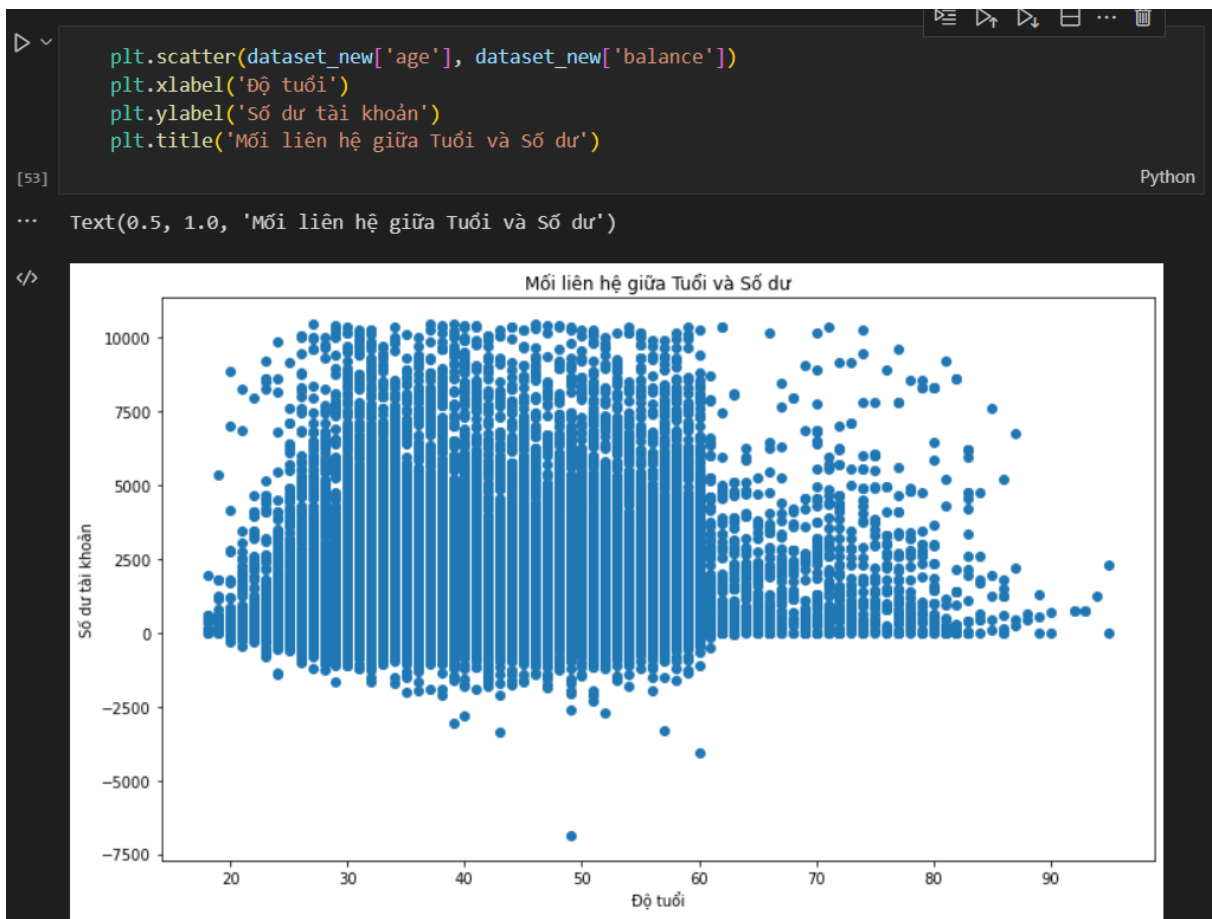 plt.scatter(dataset_new['age'], dataset_new['balance'])
plt.xlabel('Độ tuổi')
plt.ylabel('Số dư tài khoản')
plt.title('Mối liên hệ giữa Tuổi và Số dư')
[53]
Python
... Text(0.5, 1.0, 'Mối liên hệ giữa Tuổi và Số dư')
Mối liên hệ giữa Tuổi và Số dư
10000
7500
5000
2500
0
−2500
−5000
−7500
Số dư tài khoản
20 30 40 50 60 70 80 90
Độ tuổi